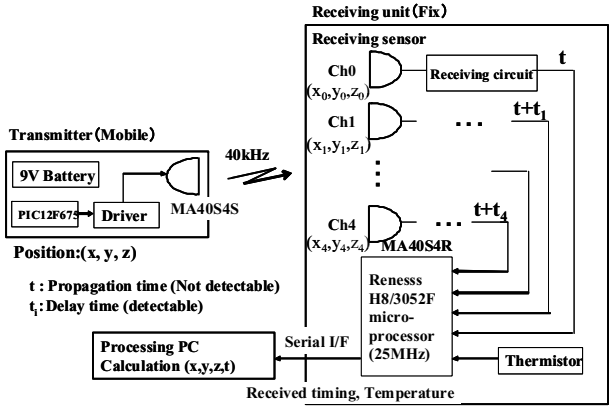 Receiving unit(Fix)
Receiving sensor
Ch0
(x0,y0,z0)
Receiving circuit
t
Ch1
(x1,y1,z1)
...
t+t1
Transmitter(Mobile)
9V Battery
PIC12F675
Driver
MA40S4S
40kHz
Position:(x, y, z)
Ch4
(x4,y4,z4)
...
t+t4
MA40S4R
t : Propagation time (Not detectable)
ti: Delay time (detectable)
Renesss
H8/3052F
micro-
processor
(25MHz)
Thermistor
Serial I/F
Processing PC
Calculation (x,y,z,t)
Received timing, Temperature